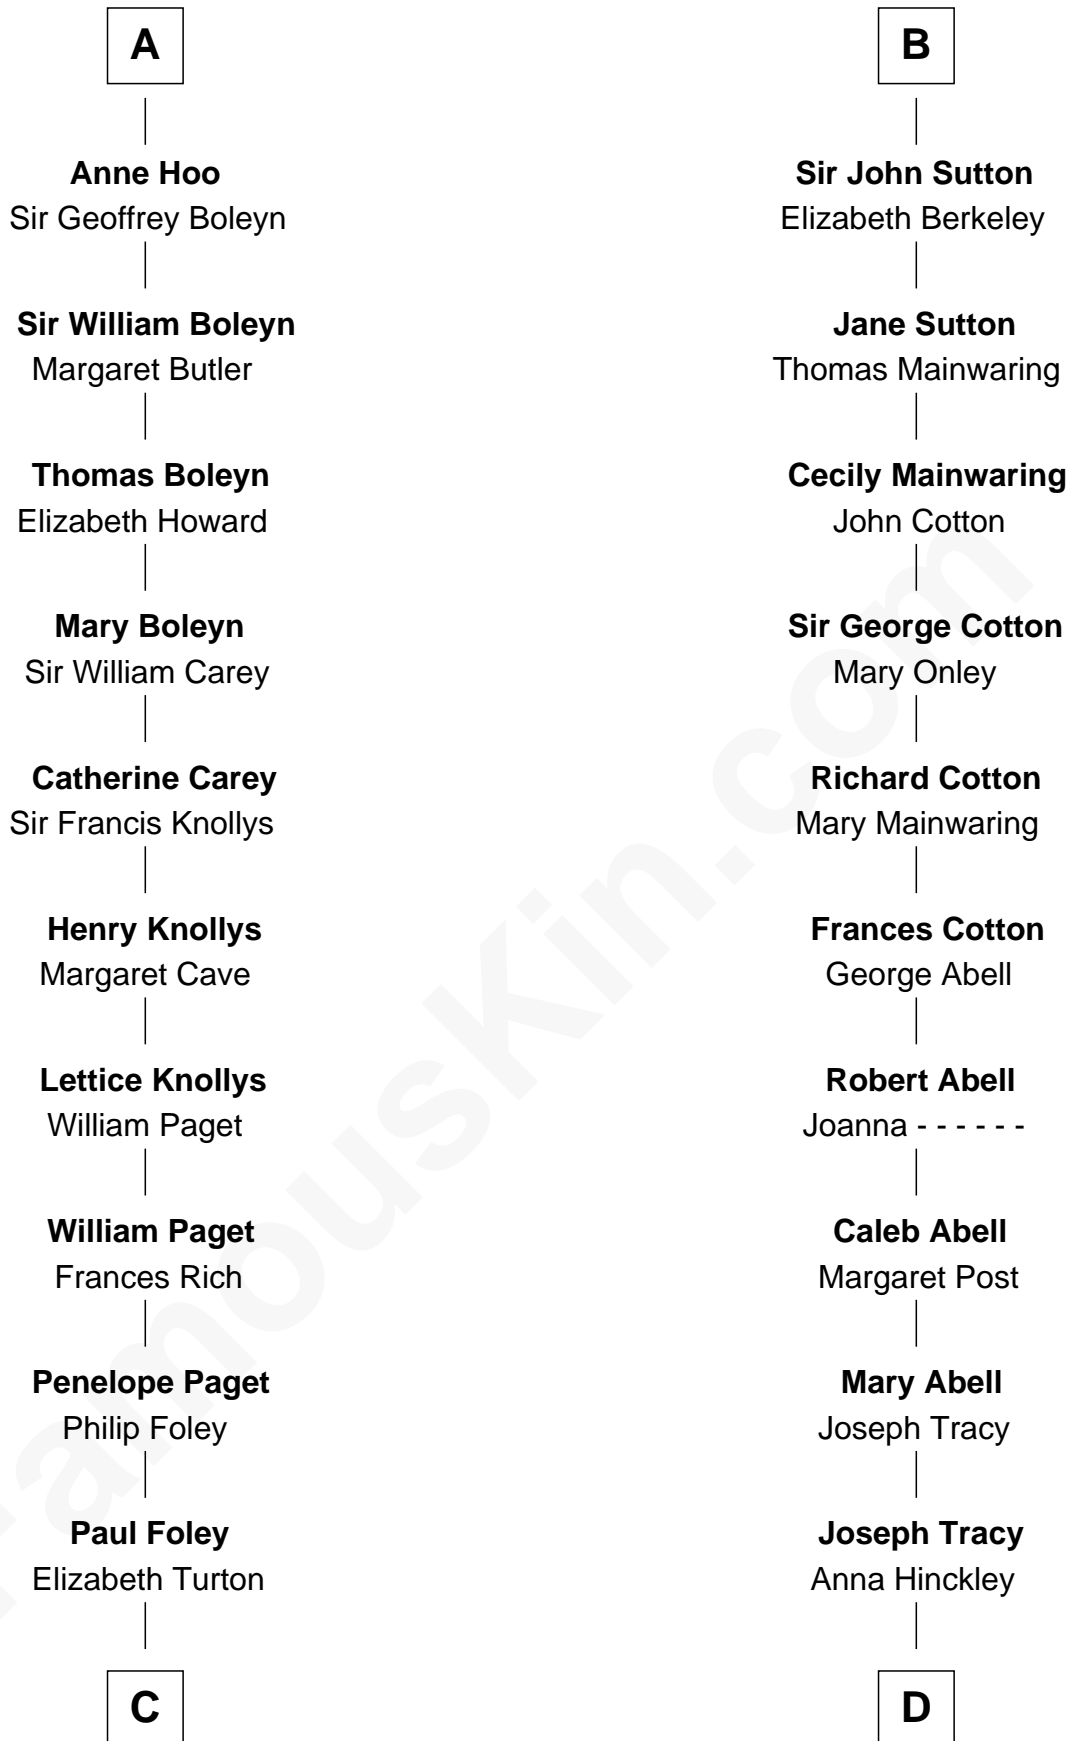 A
Anne Hoo
Sir Geoffrey Boleyn
Sir William Boleyn
Margaret Butler
Thomas Boleyn
Elizabeth Howard
Mary Boleyn
Sir William Carey
Catherine Carey
Sir Francis Knollys
Henry Knollys
Margaret Cave
Lettice Knollys
William Paget
William Paget
Frances Rich
Penelope Paget
Philip Foley
Paul Foley
Elizabeth Turton
C
B
Sir John Sutton
Elizabeth Berkeley
Jane Sutton
Thomas Mainwaring
Cecily Mainwaring
John Cotton
Sir George Cotton
Mary Onley
Richard Cotton
Mary Mainwaring
Frances Cotton
George Abell
Robert Abell
Joanna - - - - - -
Caleb Abell
Margaret Post
Mary Abell
Joseph Tracy
Joseph Tracy
Anna Hinckley
D
FamousKin.com